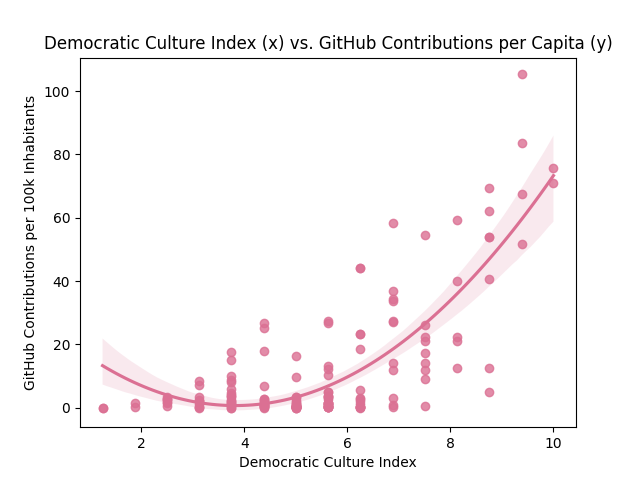 Democratic Culture Index (x) vs. GitHub Contributions per Capita (y)
100
80
60
40
20
0
GitHub Contributions per 100k Inhabitants
2 4 6 8 10
Democratic Culture Index